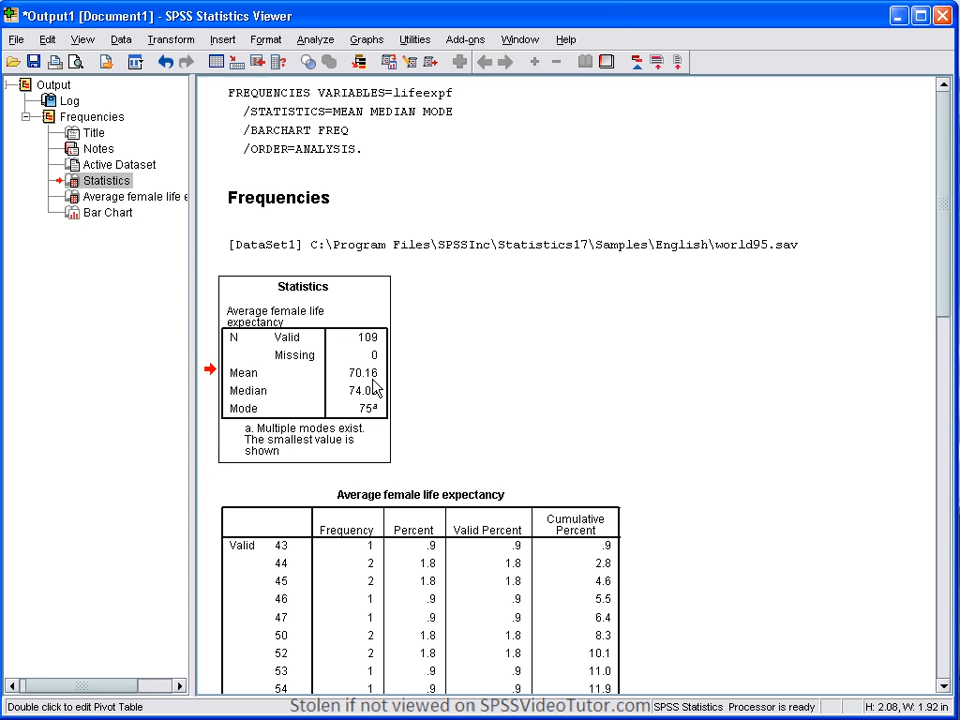 *Output1 [Document1] - SPSS Statistics Viewer
File Edit View Data Transform Insert Format Analyze Graphs Utilities Add-ons Window Help
Output
Log
Frequencies
Title
Notes
Active Dataset
Statistics
Average female life e
Bar Chart
FREQUENCIES VARIABLES=lifeexpf
/STATISTICS=MEAN MEDIAN MODE
/BARCHART FREQ
/ORDER=ANALYSIS.
Frequencies
[DataSet1] C:\Program Files\SPSSInc\Statistics17\Samples\English\world95.sav
Statistics
Average female life
expectancy
N Valid 109
Missing 0
Mean 70.16
Median 74.0
Mode 75a
a. Multiple modes exist.
The smallest value is
shown
Average female life expectancy
Frequency Percent Valid Percent Cumulative Percent
Valid 43 1 .9 .9 .9
44 2 1.8 1.8 2.8
45 2 1.8 1.8 4.6
46 1 .9 .9 5.5
47 1 .9 .9 6.4
50 2 1.8 1.8 8.3
52 2 1.8 1.8 10.1
53 1 .9 .9 11.0
54 1 .9 .9 11.9
Double click to edit Pivot Table
Stolen if not viewed on SPSSVideoTutor.com
SPSS Statistics Processor is ready
H: 2.08, W: 1.92 in